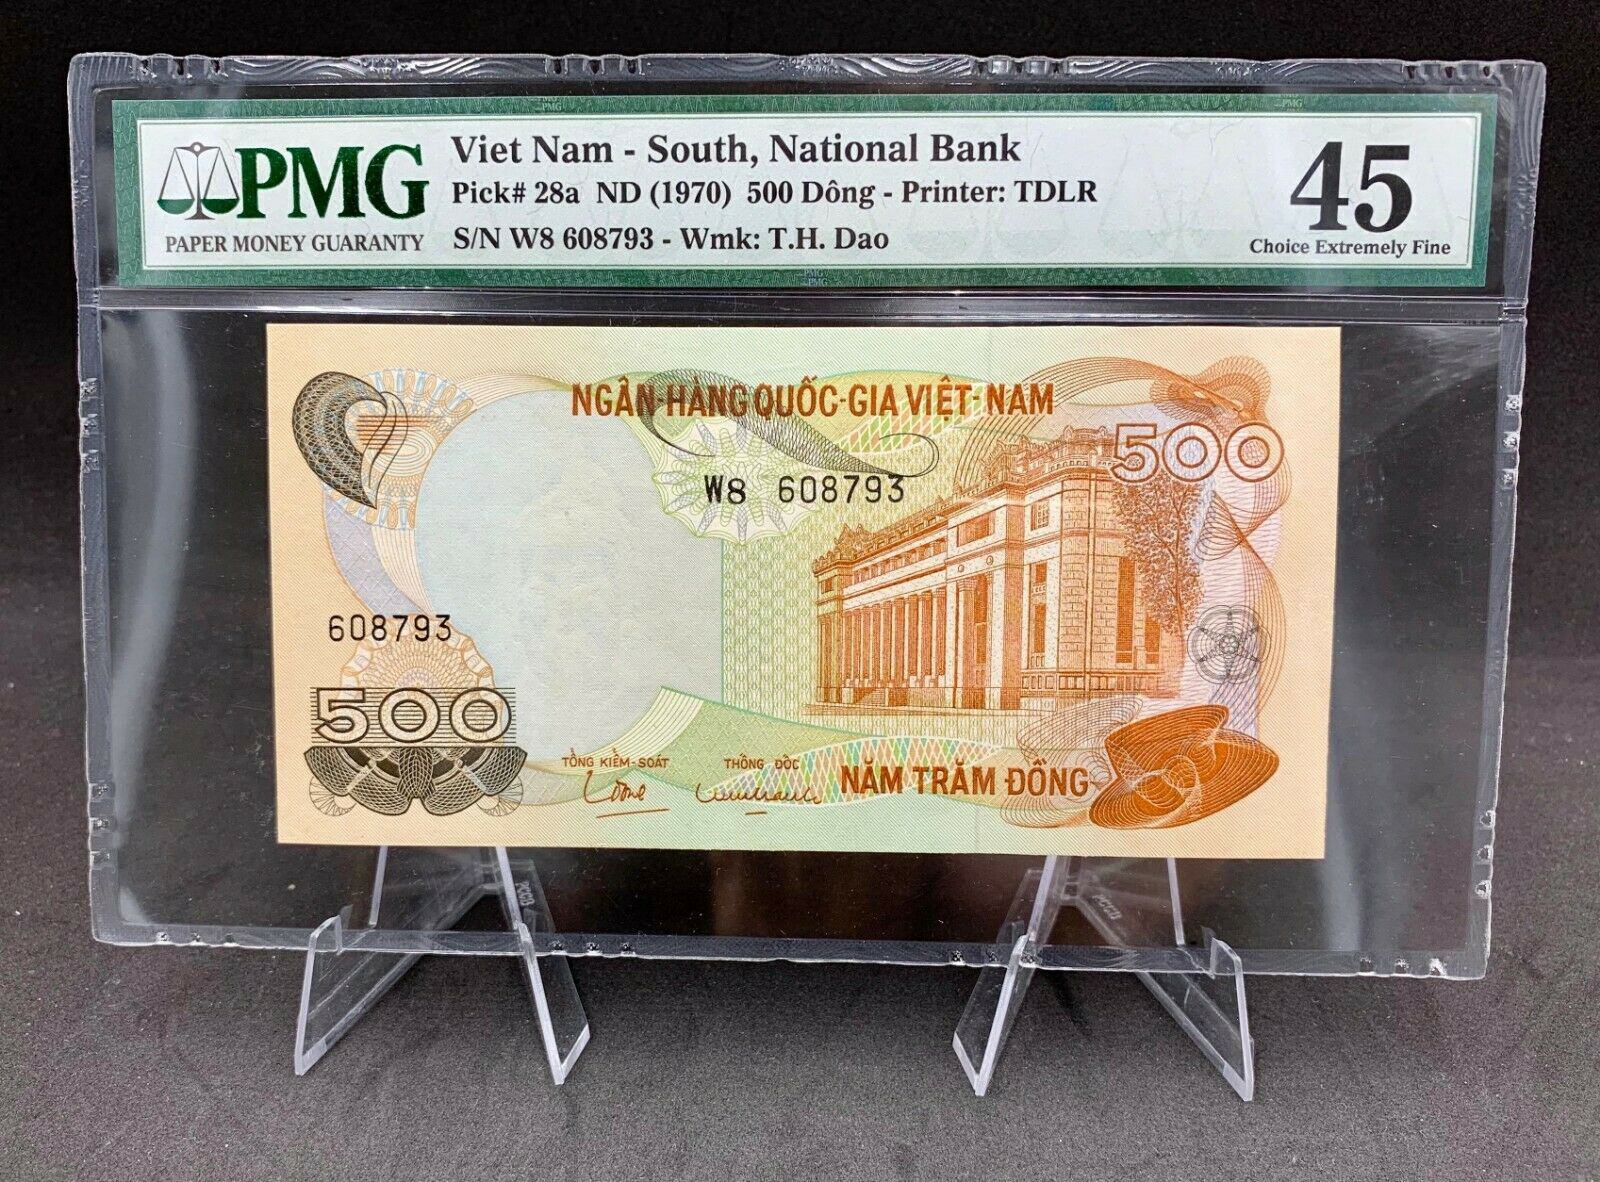 PMG
PAPER MONEY GUARANTY
Viet Nam - South, National Bank
Pick# 28a ND (1970) 500 Dông - Printer: TDLR
S/N W8 608793 - Wmk: T.H. Dao
45
Choice Extremely Fine
NGÂN-HÀNG QUỐC-GIA VIỆT-NAM
500
W8 608793
608793
500
TỔNG KIỂM-SOÁT
THỐNG ĐỐC
NĂM TRĂM ĐỒNG